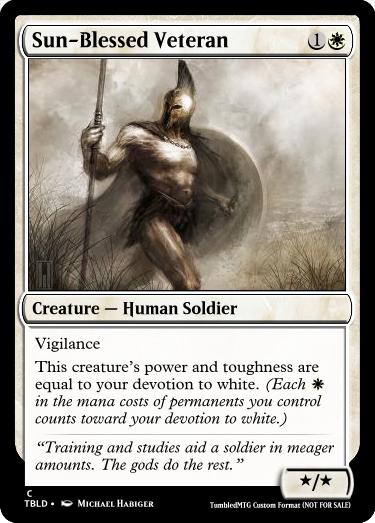 Sun-Blessed Veteran 1
Creature — Human Soldier
Vigilance
This creature's power and toughness are
equal to your devotion to white. (Each
in the mana costs of permanents you control
counts toward your devotion to white.)
"Training and studies aid a soldier in meager
amounts. The gods do the rest."
★/★
C
TBLD • Michael Habiger
TumbledMTG Custom Format (NOT FOR SALE)